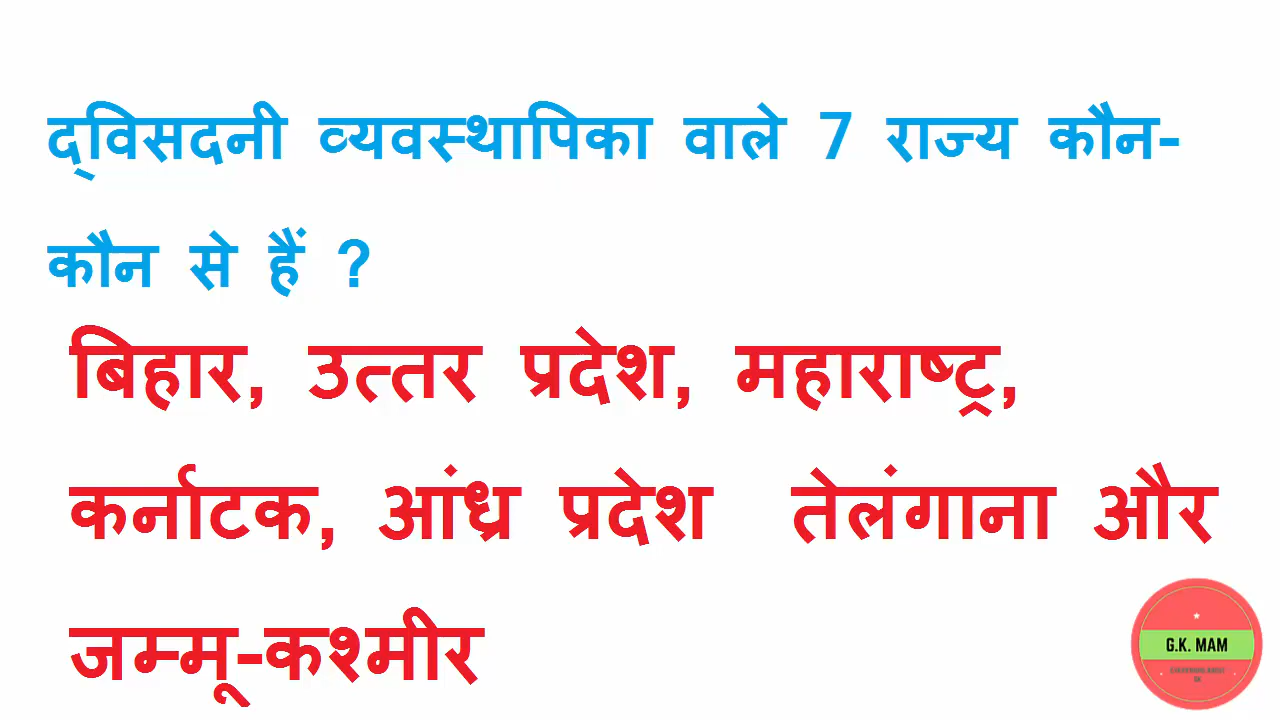 द्विसदनी व्यवस्थापिका वाले 7 राज्य कौन-
कौन से हैं ?
बिहार, उत्तर प्रदेश, महाराष्ट्र,
कर्नाटक, आंध्र प्रदेश तेलंगाना और
जम्मू-कश्मीर
G.K. MAM